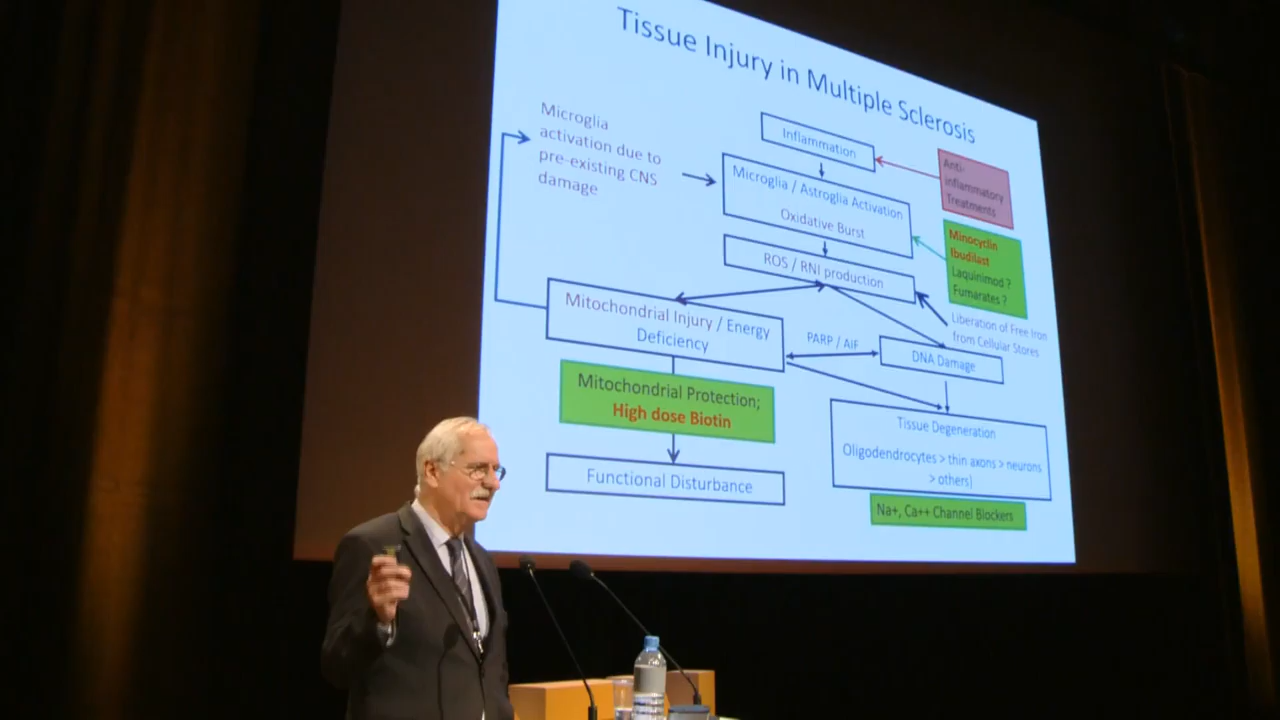 Tissue Injury in Multiple Sclerosis
Microglia
activation due to
pre-existing CNS
damage
Inflammation
Anti-
inflammatory
Treatments
Microglia / Astroglia Activation
Oxidative Burst
Minocyclin
Ibudilast
Laquinimod ?
Fumarates ?
ROS / RNI production
Liberation of Free Iron
from Cellular Stores
Mitochondrial Injury / Energy
Deficiency
PARP / AIF
DNA Damage
Mitochondrial Protection;
High dose Biotin
Tissue Degeneration
Oligodendrocytes > thin axons > neurons
> others)
Functional Disturbance
Na+, Ca++ Channel Blockers